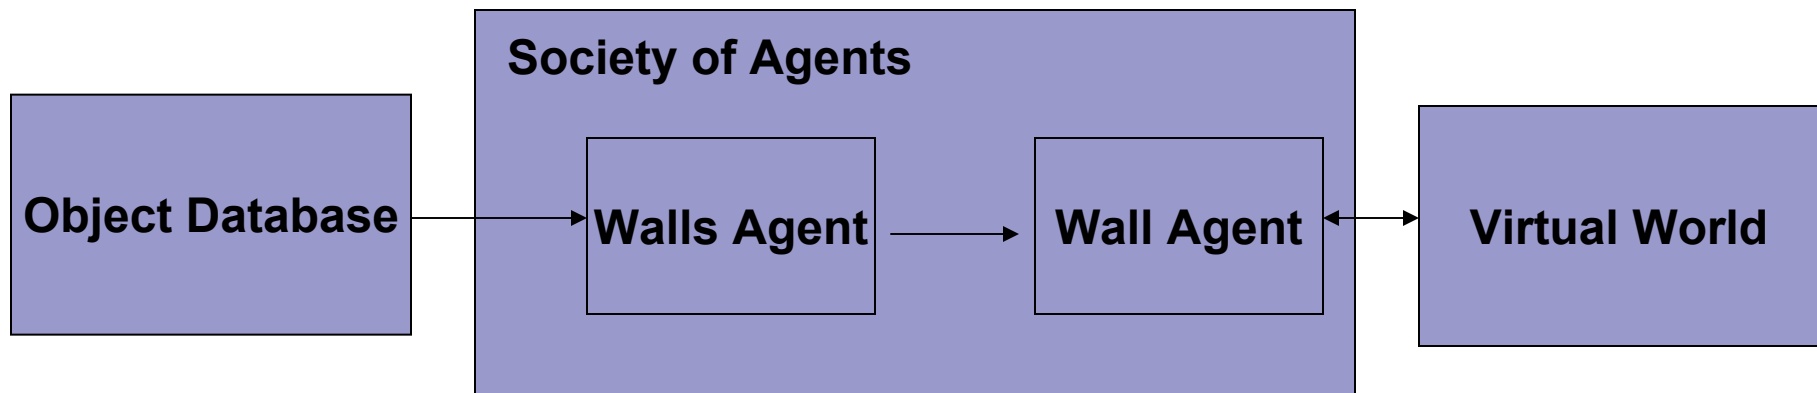 Society of Agents
Object Database
Walls Agent
Wall Agent
Virtual World